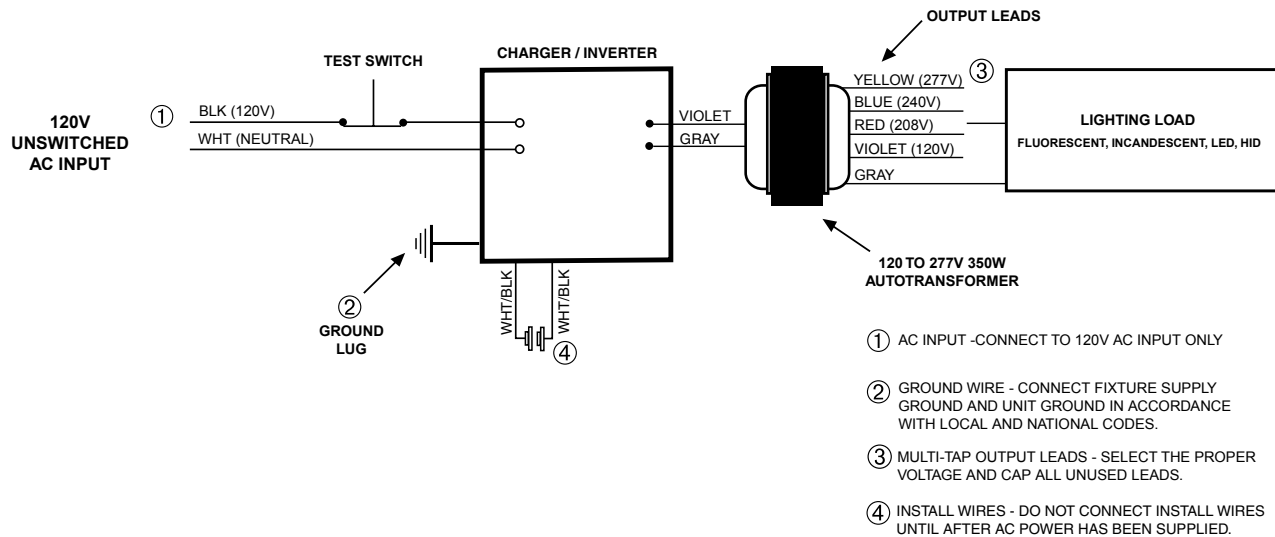 OUTPUT LEADS
TEST SWITCH
CHARGER / INVERTER
120V
UNSWITCHED
AC INPUT
①
BLK (120V)
WHT (NEUTRAL)
VIOLET
GRAY
YELLOW (277V)
BLUE (240V)
RED (208V)
VIOLET (120V)
GRAY
③
LIGHTING LOAD
FLUORESCENT, INCANDESCENT, LED, HID
120 TO 277V 350W
AUTOTRANSFORMER
②
GROUND
LUG
WHT/BLK
WHT/BLK
④
① AC INPUT -CONNECT TO 120V AC INPUT ONLY
② GROUND WIRE - CONNECT FIXTURE SUPPLY
GROUND AND UNIT GROUND IN ACCORDANCE
WITH LOCAL AND NATIONAL CODES.
③ MULTI-TAP OUTPUT LEADS - SELECT THE PROPER
VOLTAGE AND CAP ALL UNUSED LEADS.
④ INSTALL WIRES - DO NOT CONNECT INSTALL WIRES
UNTIL AFTER AC POWER HAS BEEN SUPPLIED.